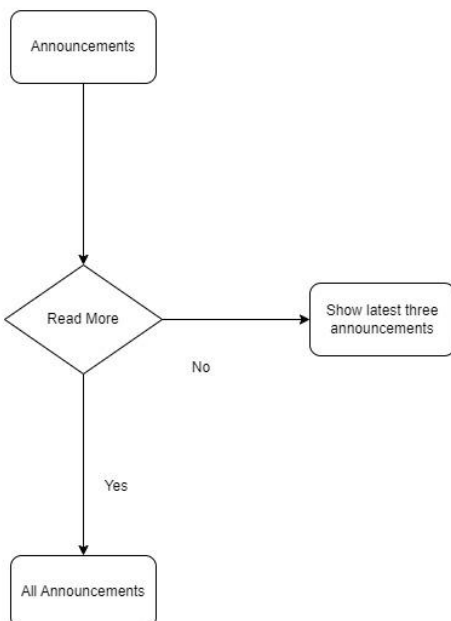 Announcements
Read More
Show latest three
announcements
No
Yes
All Announcements